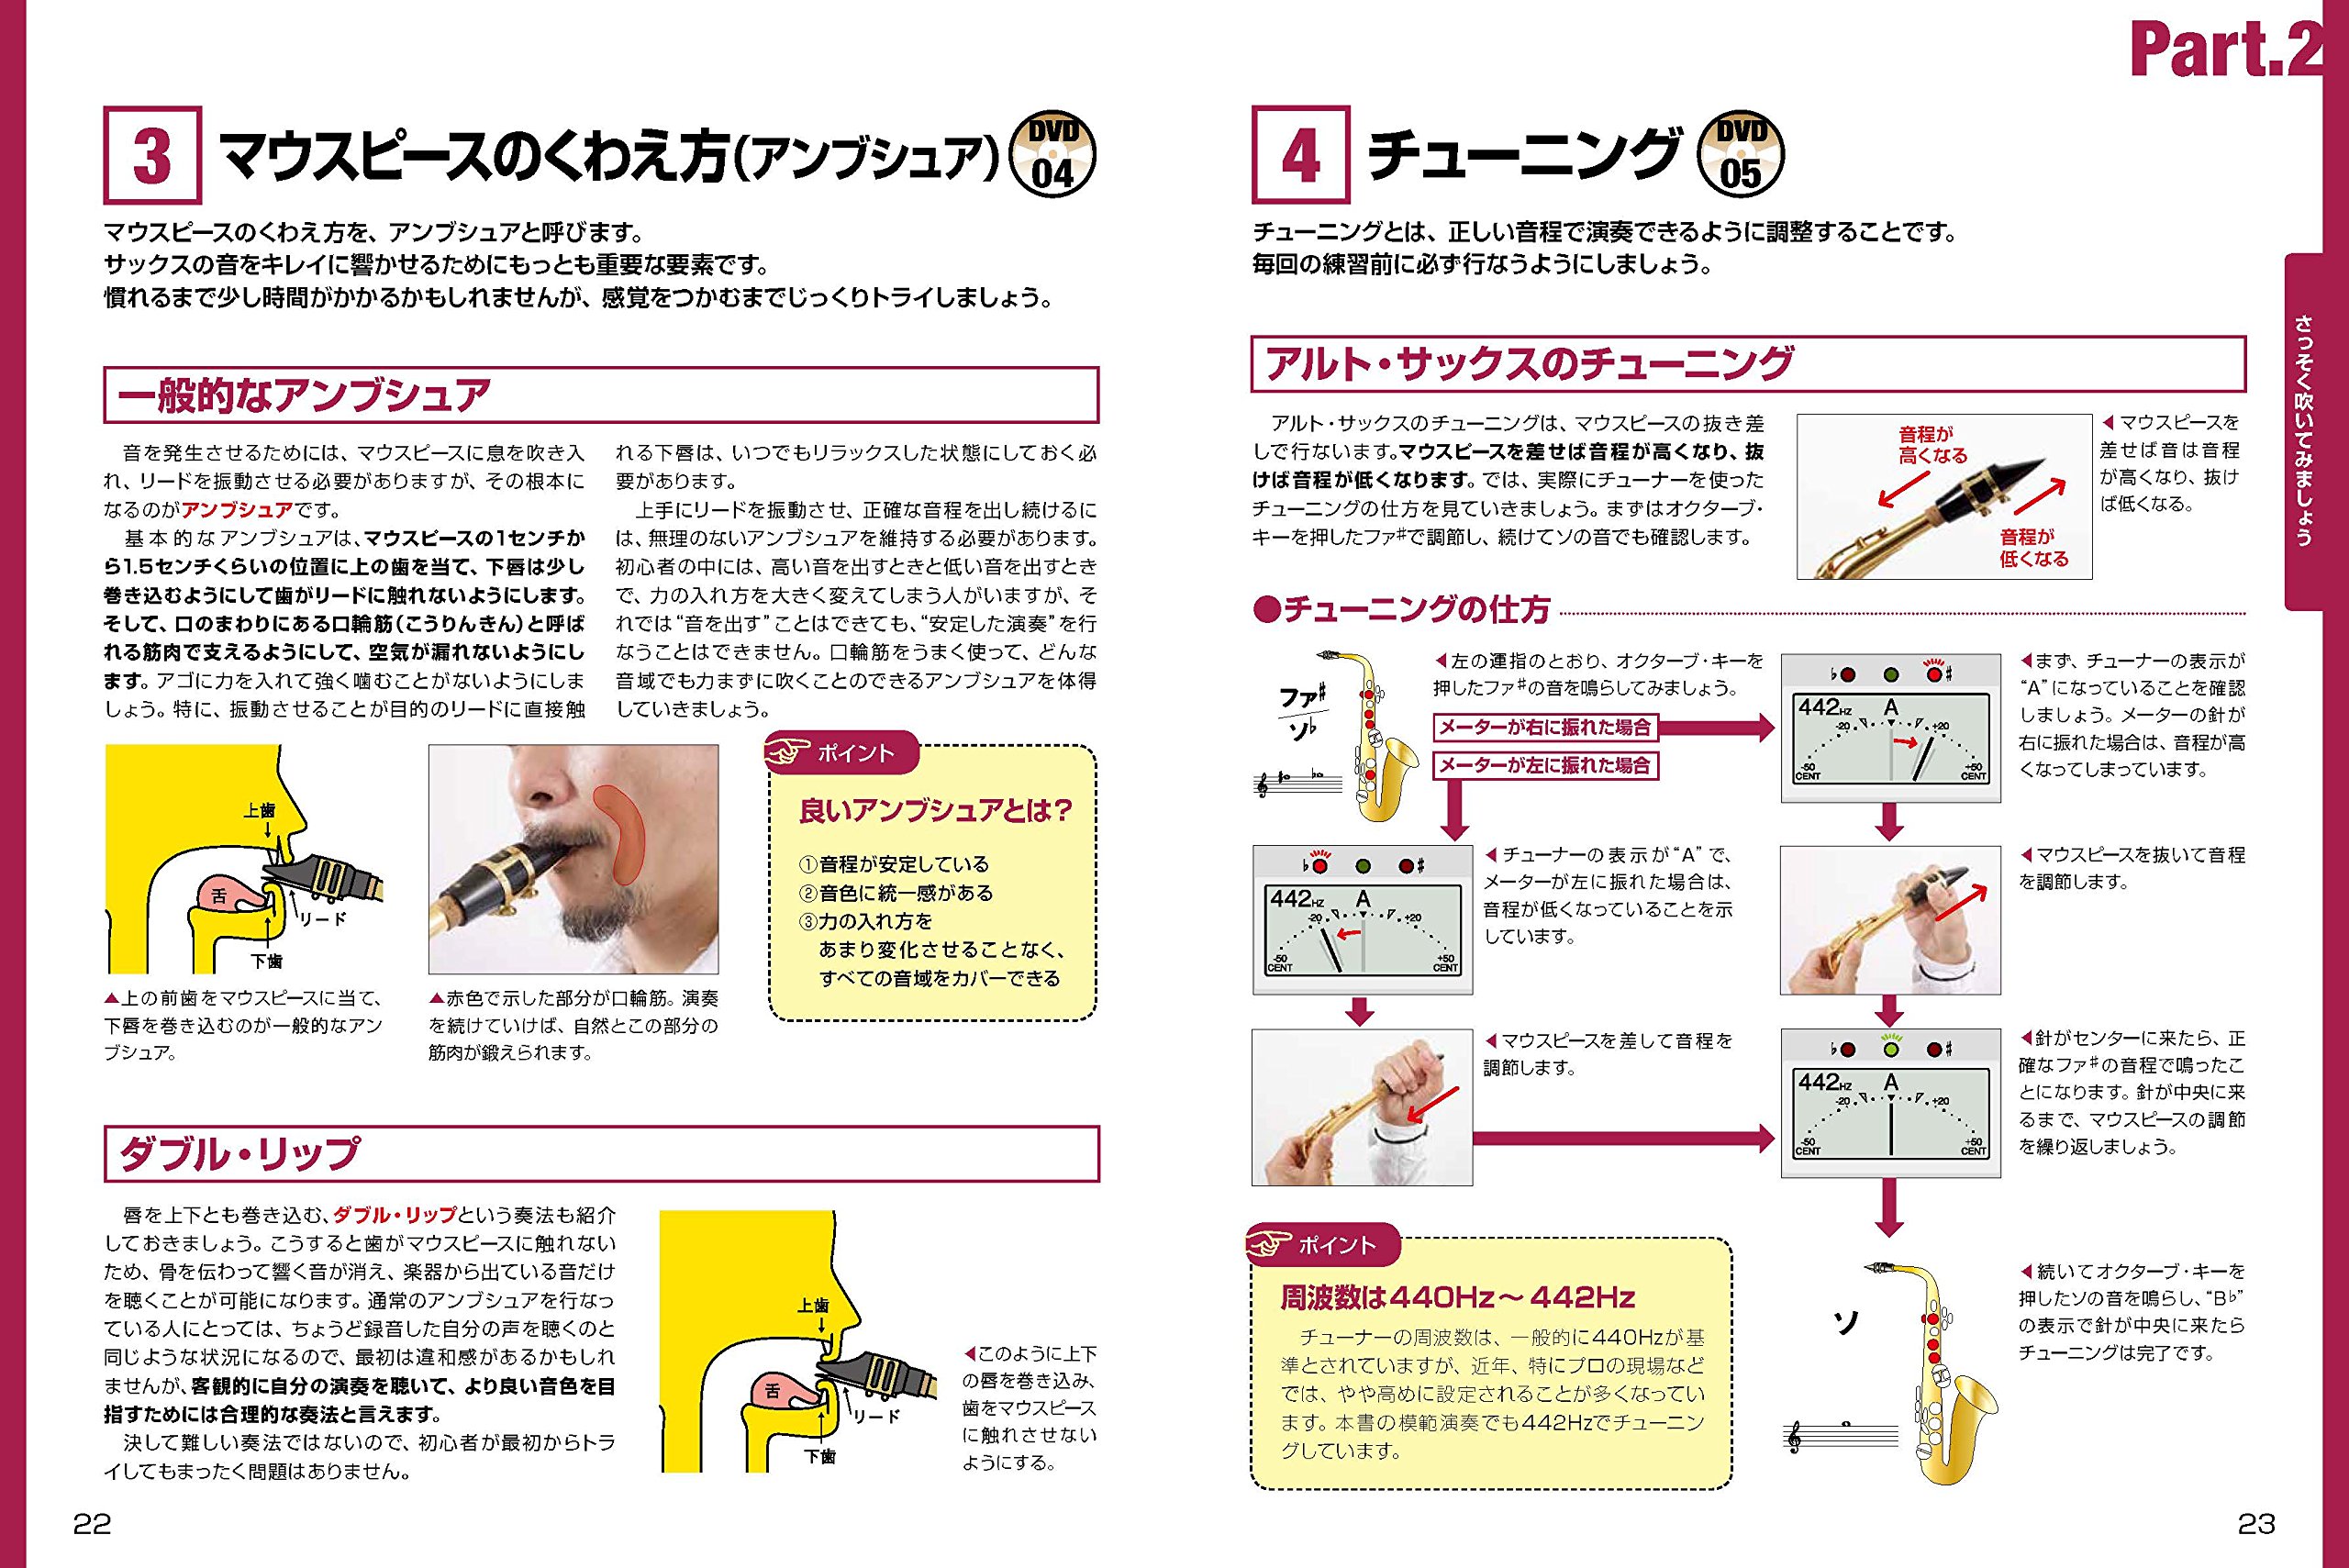 3
マウスピースのくわえ方（アンブシュア）
DVD
04
マウスピースのくわえ方を、アンブシュアと呼びます。
サックスの音をキレイに響かせるためにもっとも重要な要素です。
慣れるまで少し時間がかかるかもしれませんが、感覚をつかむまでじっくりトライしましょう。
一般的なアンブシュア
　音を発生させるためには、マウスピースに息を吹き入
れ、リードを振動させる必要がありますが、その根本に
なるのがアンブシュアです。
　基本的なアンブシュアは、マウスピースの1センチか
ら1.5センチくらいの位置に上の歯を当て、下唇は少し
巻き込むようにして歯がリードに触れないようにします。
そして、口のまわりにある口輪筋（こうりんきん）と呼ば
れる筋肉で支えるようにして、空気が漏れないようにし
ます。アゴに力を入れて強く噛むことがないようにしま
しょう。特に、振動させることが目的のリードに直接触
れる下唇は、いつでもリラックスした状態にしておく必
要があります。
　上手にリードを振動させ、正確な音程を出し続けるに
は、無理のないアンブシュアを維持する必要があります。
初心者の中には、高い音を出すときと低い音を出すとき
で、力の入れ方を大きく変えてしまう人がいますが、そ
れでは“音を出す”ことはできても、“安定した演奏”を行
なうことはできません。口輪筋をうまく使って、どんな
音域でも力まずに吹くことのできるアンブシュアを体得
していきましょう。
上歯
舌
リード
下歯
▲上の前歯をマウスピースに当て、
下唇を巻き込むのが一般的なアン
ブシュア。
▲赤色で示した部分が口輪筋。演奏
を続けていけば、自然とこの部分の
筋肉が鍛えられます。
ポイント
良いアンブシュアとは？
①音程が安定している
②音色に統一感がある
③力の入れ方を
あまり変化させることなく、
すべての音域をカバーできる
ダブル・リップ
　唇を上下とも巻き込む、ダブル・リップという奏法も紹介
しておきましょう。こうすると歯がマウスピースに触れない
ため、骨を伝わって響く音が消え、楽器から出ている音だけ
を聴くことが可能になります。通常のアンブシュアを行なっ
ている人にとっては、ちょうど録音した自分の声を聴くのと
同じような状況になるので、最初は違和感があるかもしれ
ませんが、客観的に自分の演奏を聴いて、より良い音色を目
指すためには合理的な奏法と言えます。
　決して難しい奏法ではないので、初心者が最初からトラ
イしてもまったく問題はありません。
上歯
舌
リード
下歯
◀このように上下
の唇を巻き込み、
歯をマウスピース
に触れさせない
ようにする。
22
Part.2
4
チューニング
DVD
05
チューニングとは、正しい音程で演奏できるように調整することです。
毎回の練習前に必ず行なうようにしましょう。
さっそく吹いてみましょう
アルト・サックスのチューニング
　アルト・サックスのチューニングは、マウスピースの抜き差
しで行ないます。マウスピースを差せば音程が高くなり、抜
けば音程が低くなります。では、実際にチューナーを使った
チューニングの仕方を見ていきましょう。まずはオクターブ・
キーを押したファ♯で調節し、続けてソの音でも確認します。
音程が
高くなる
音程が
低くなる
◀マウスピースを
差せば音は音程
が高くなり、抜け
ば低くなる。
●チューニングの仕方
ファ♯
ソ♭
◀左の運指のとおり、オクターブ・キーを
押したファ♯の音を鳴らしてみましょう。
メーターが右に振れた場合
メーターが左に振れた場合
♭ ♯
442Hz A
-20 +20
-50 +50
CENT CENT
◀まず、チューナーの表示が
“A”になっていることを確認
しましょう。メーターの針が
右に振れた場合は、音程が高
くなってしまっています。
♭ ♯
442Hz A
-20 +20
-50 +50
CENT CENT
◀チューナーの表示が“A”で、
メーターが左に振れた場合は、
音程が低くなっていることを示
しています。
◀マウスピースを抜いて音程
を調節します。
◀マウスピースを差して音程を
調節します。
♭ ♯
442Hz A
-20 +20
-50 +50
CENT CENT
◀針がセンターに来たら、正
確なファ♯の音程で鳴ったこ
とになります。針が中央に来
るまで、マウスピースの調節
を繰り返しましょう。
ポイント
周波数は440Hz〜442Hz
　チューナーの周波数は、一般的に440Hzが基
準とされていますが、近年、特にプロの現場など
では、やや高めに設定されることが多くなってい
ます。本書の模範演奏でも442Hzでチューニン
グしています。
ソ
◀続いてオクターブ・キーを
押したソの音を鳴らし、“B♭”
の表示で針が中央に来たら
チューニングは完了です。
23